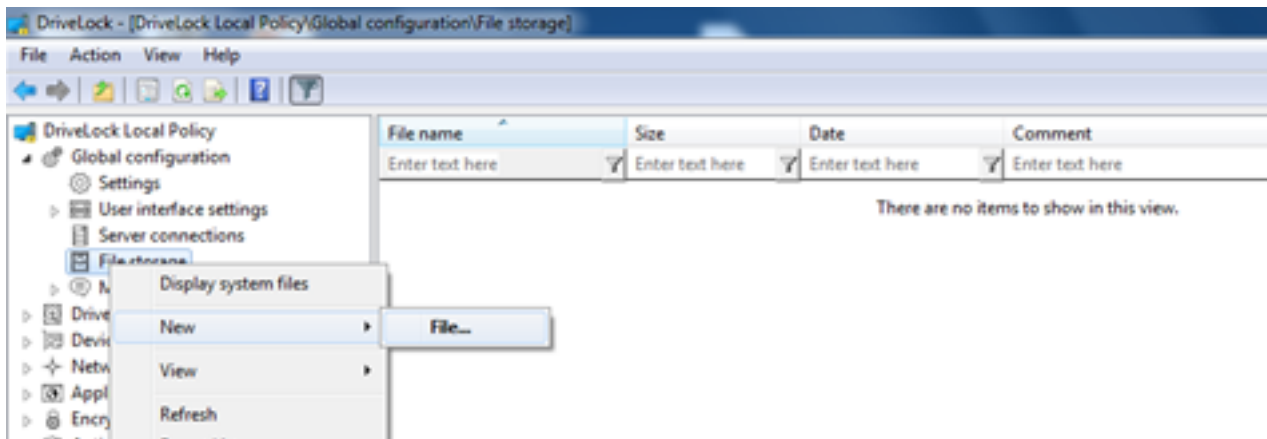 DriveLock - [DriveLock Local Policy\Global configuration\File storage]
File Action View Help
DriveLock Local Policy
Global configuration
Settings
User interface settings
Server connections
File storage
File name Size Date Comment
Enter text here Enter text here Enter text here Enter text here
There are no items to show in this view.
Display system files
New
File...
View
Refresh